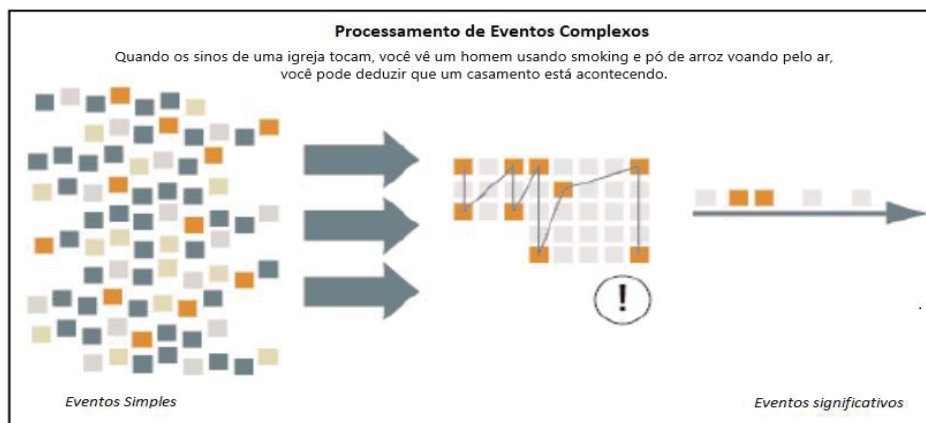 Processamento de Eventos Complexos
Quando os sinos de uma igreja tocam, você vê um homem usando smoking e pó de arroz voando pelo ar,
você pode deduzir que um casamento está acontecendo.
!
.
Eventos Simples
Eventos significativos